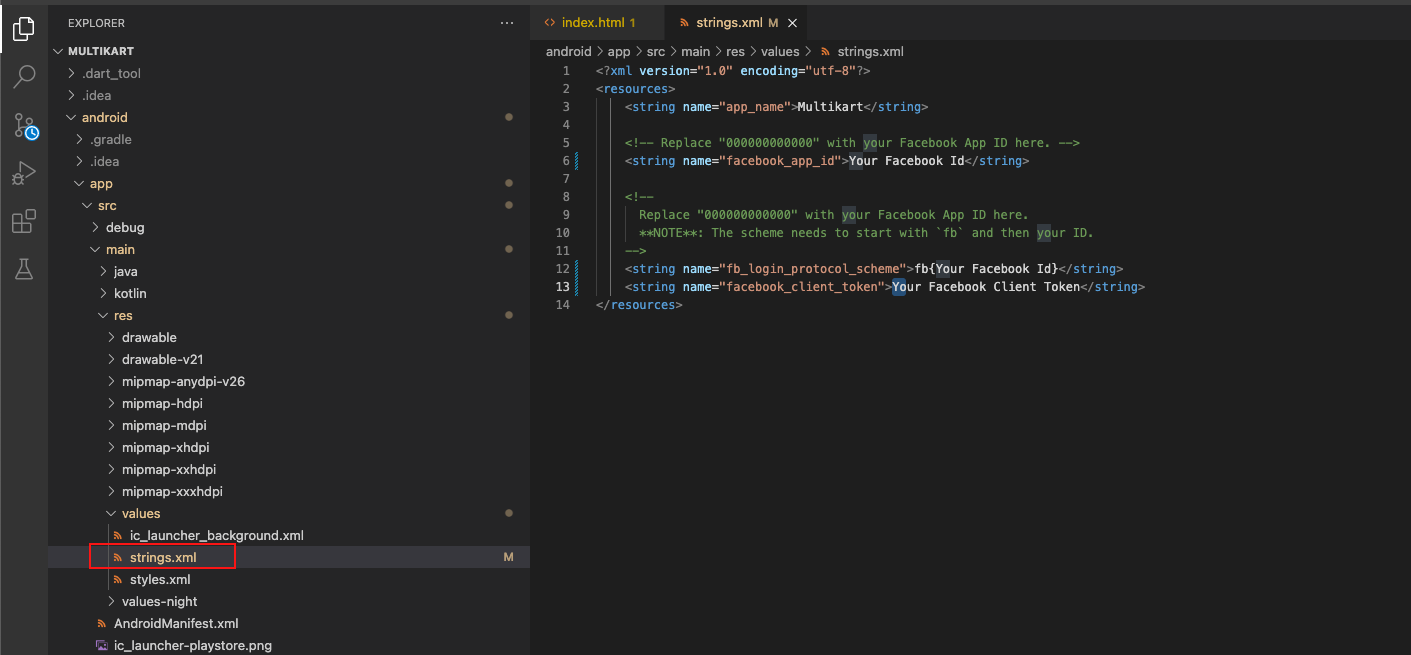 EXPLORER
MULTIKART
.dart_tool
.idea
android
.gradle
.idea
app
src
debug
main
java
kotlin
res
drawable
drawable-v21
mipmap-anydpi-v26
mipmap-hdpi
mipmap-mdpi
mipmap-xhdpi
mipmap-xxhdpi
mipmap-xxxhdpi
values
ic_launcher_background.xml
strings.xml M
styles.xml
values-night
AndroidManifest.xml
ic_launcher-playstore.png
index.html 1 strings.xml M
android > app > src > main > res > values > strings.xml
1 <?xml version="1.0" encoding="utf-8"?>
2 <resources>
3 <string name="app_name">Multikart</string>
4
5 <!-- Replace "000000000000" with your Facebook App ID here. -->
6 <string name="facebook_app_id">Your Facebook Id</string>
7
8 <!--
9 Replace "000000000000" with your Facebook App ID here.
10 **NOTE**: The scheme needs to start with `fb` and then your ID.
11 -->
12 <string name="fb_login_protocol_scheme">fb{Your Facebook Id}</string>
13 <string name="facebook_client_token">Your Facebook Client Token</string>
14 </resources>